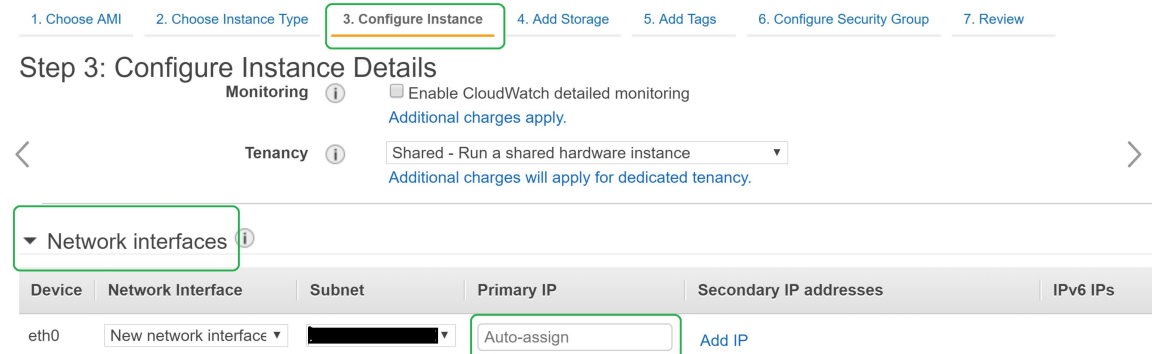 1. Choose AMI 2. Choose Instance Type 3. Configure Instance 4. Add Storage 5. Add Tags 6. Configure Security Group 7. Review
Step 3: Configure Instance Details
Monitoring i Enable CloudWatch detailed monitoring
Additional charges apply.
Tenancy i Shared - Run a shared hardware instance
Additional charges will apply for dedicated tenancy.
Network interfaces i
Device Network Interface Subnet Primary IP Secondary IP addresses IPv6 IPs
eth0 New network interface Auto-assign Add IP